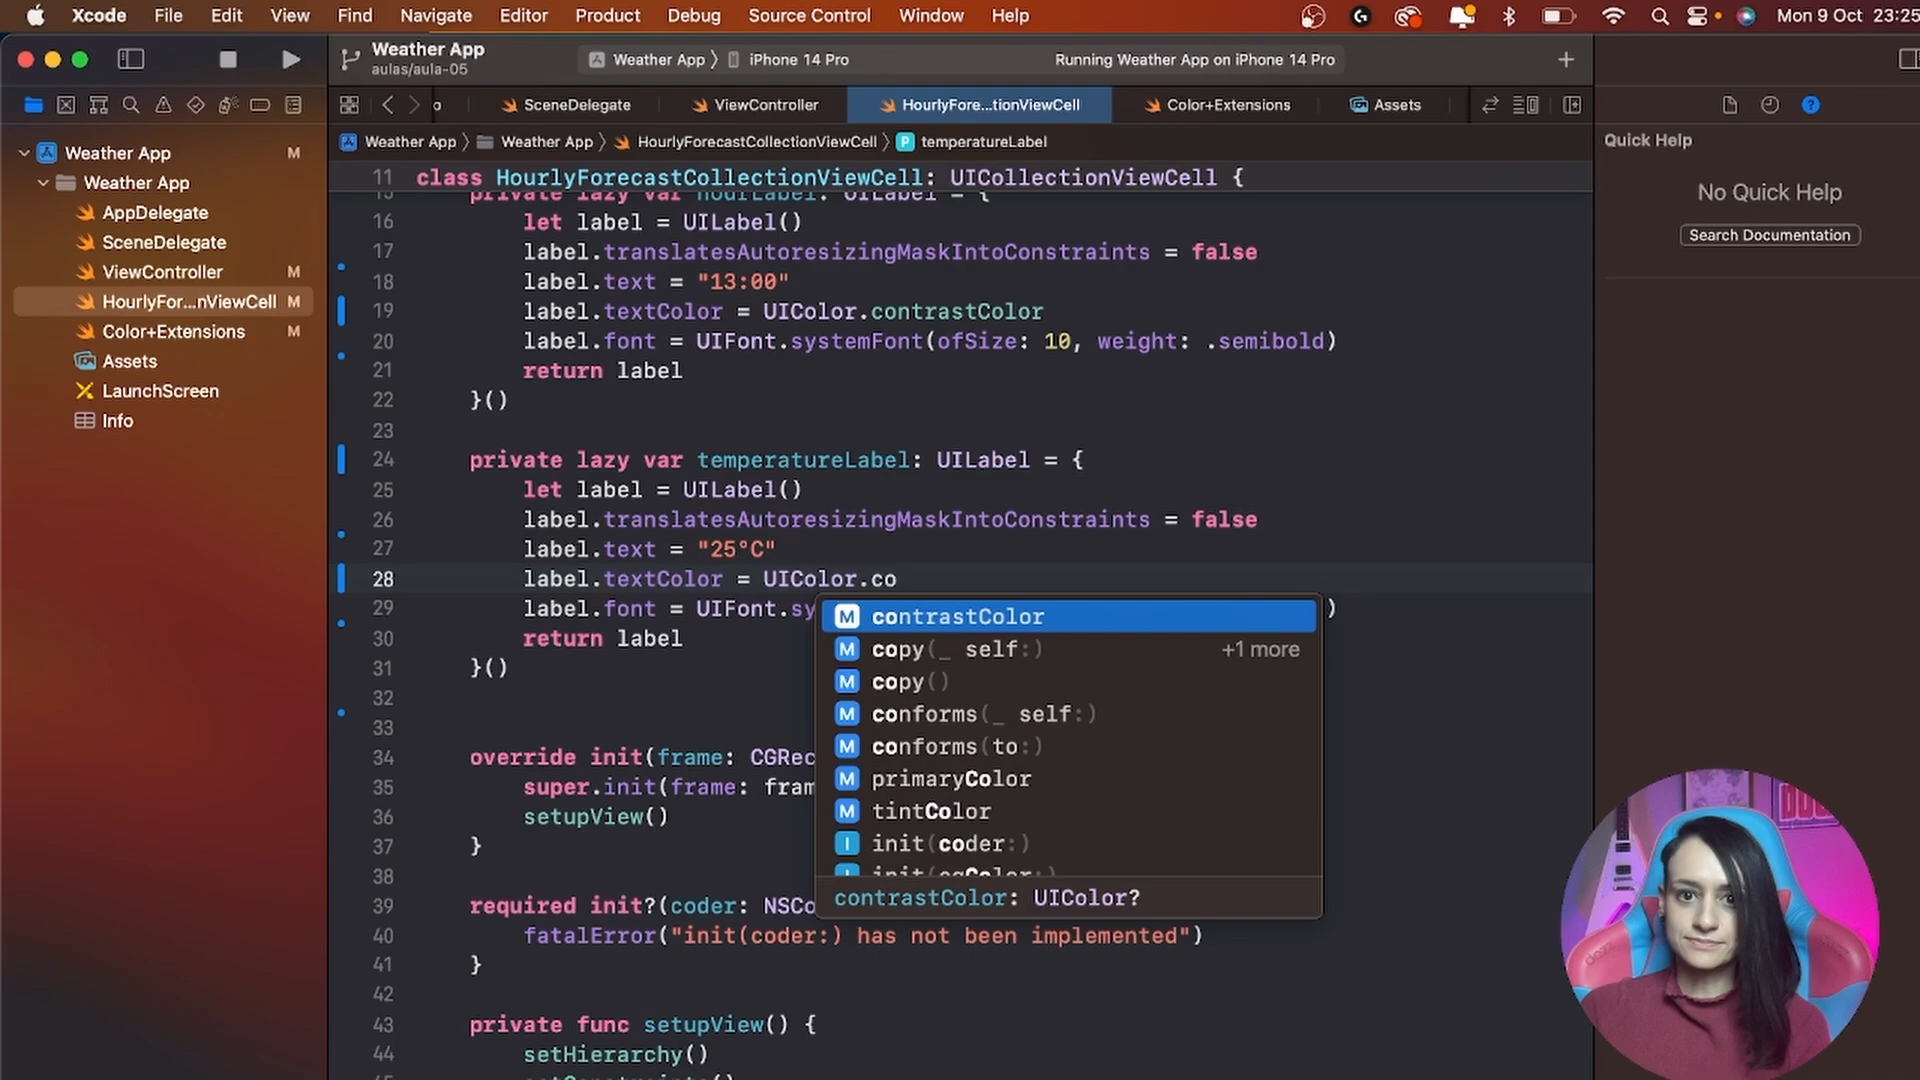 Xcode File Edit View Find Navigate Editor Product Debug Source Control Window Help Mon 9 Oct 23:25
Weather App
aulas/aula-05
Weather App iPhone 14 Pro Running Weather App on iPhone 14 Pro
SceneDelegate ViewController HourlyFore...tionViewCell Color+Extensions Assets
Weather App Weather App HourlyForecastCollectionViewCell P temperatureLabel
Quick Help
No Quick Help
Search Documentation
Weather App M
Weather App
AppDelegate
SceneDelegate
ViewController M
HourlyFor...nViewCell M
Color+Extensions M
Assets
LaunchScreen
Info
11 class HourlyForecastCollectionViewCell: UICollectionViewCell {
15 private lazy var hourLabel: UILabel = {
16 let label = UILabel()
17 label.translatesAutoresizingMaskIntoConstraints = false
18 label.text = "13:00"
19 label.textColor = UIColor.contrastColor
20 label.font = UIFont.systemFont(ofSize: 10, weight: .semibold)
21 return label
22 }()
23
24 private lazy var temperatureLabel: UILabel = {
25 let label = UILabel()
26 label.translatesAutoresizingMaskIntoConstraints = false
27 label.text = "25°C"
28 label.textColor = UIColor.co
29 label.font = UIFont.sy )
30 return label
31 }()
32
33
34 override init(frame: CGRec
35 super.init(frame: fram
36 setupView()
37 }
38
39 required init?(coder: NSCo
40 fatalError("init(coder:) has not been implemented")
41 }
42
43 private func setupView() {
44 setHierarchy()
45 setConstraints()
M contrastColor
M copy(_ self:) +1 more
M copy()
M conforms(_ self:)
M conforms(to:)
M primaryColor
M tintColor
I init(coder:)
I init(cgColor:)
contrastColor: UIColor?